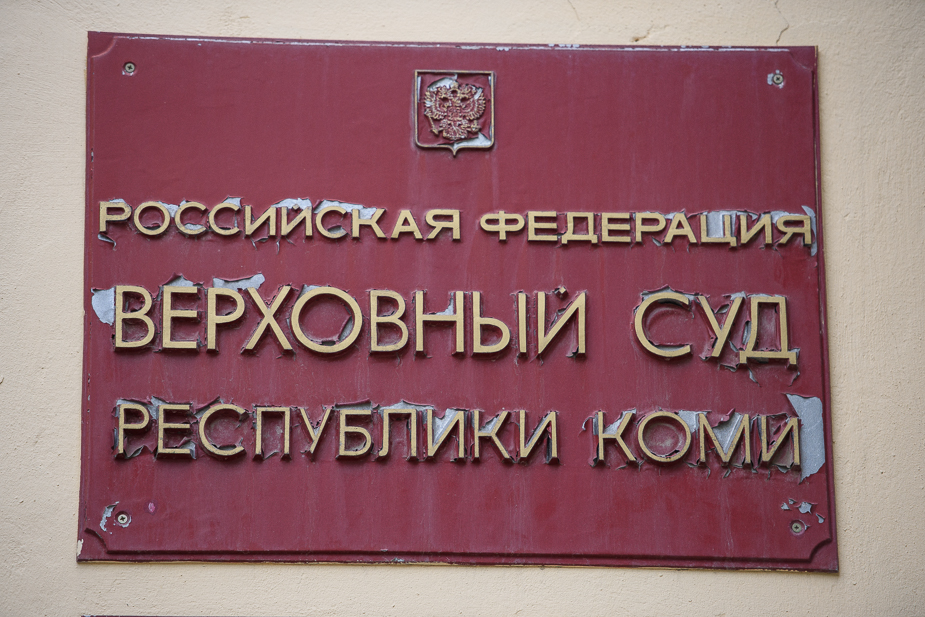 РОССИЙСКАЯ ФЕДЕРАЦИЯ
ВЕРХОВНЫЙ СУД
РЕСПУБЛИКИ КОМИ